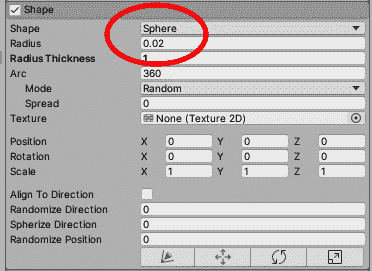 Shape
Shape Sphere
Radius 0.02
Radius Thickness 1
Arc 360
Mode Random
Spread 0
Texture None (Texture 2D)
Position X 0 Y 0 Z 0
Rotation X 0 Y 0 Z 0
Scale X 1 Y 1 Z 1
Align To Direction
Randomize Direction 0
Spherize Direction 0
Randomize Position 0